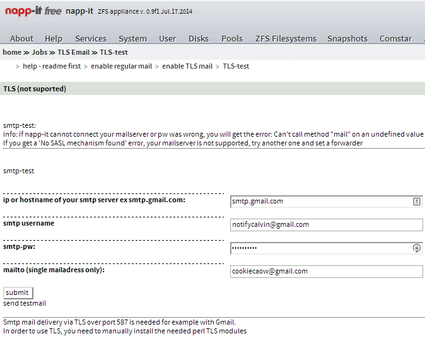 napp-it free napp-it ZFS appliance v. 0.9f1 Jul.17.2014
About Help Services System User Disks Pools ZFS Filesystems Snapshots Comstar
home » Jobs » TLS Email » TLS-test
> help - readme first > enable regular mail > enable TLS mail > TLS-test
TLS (not suported)
smtp-test:
info: if napp-it cannot connect your mailserver or pw was wrong, you will get the error: Can't call method "mail" on an undefined value
If you get a 'No SASL mechanism found' error, your mailserver is not supported, try another one and set a forwarder
smtp-test
ip or hostname of your smtp server ex smtp.gmail.com: smtp.gmail.com
smtp username notifycalvin@gmail.com
smtp-pw: ••••••••••
mailto (single mailadress only): cookiecaow@gmail.com
submit
send testmail
Smtp mail delivery via TLS over port 587 is needed for example with Gmail.
In order to use TLS, you need to manually install the needed perl TLS modules